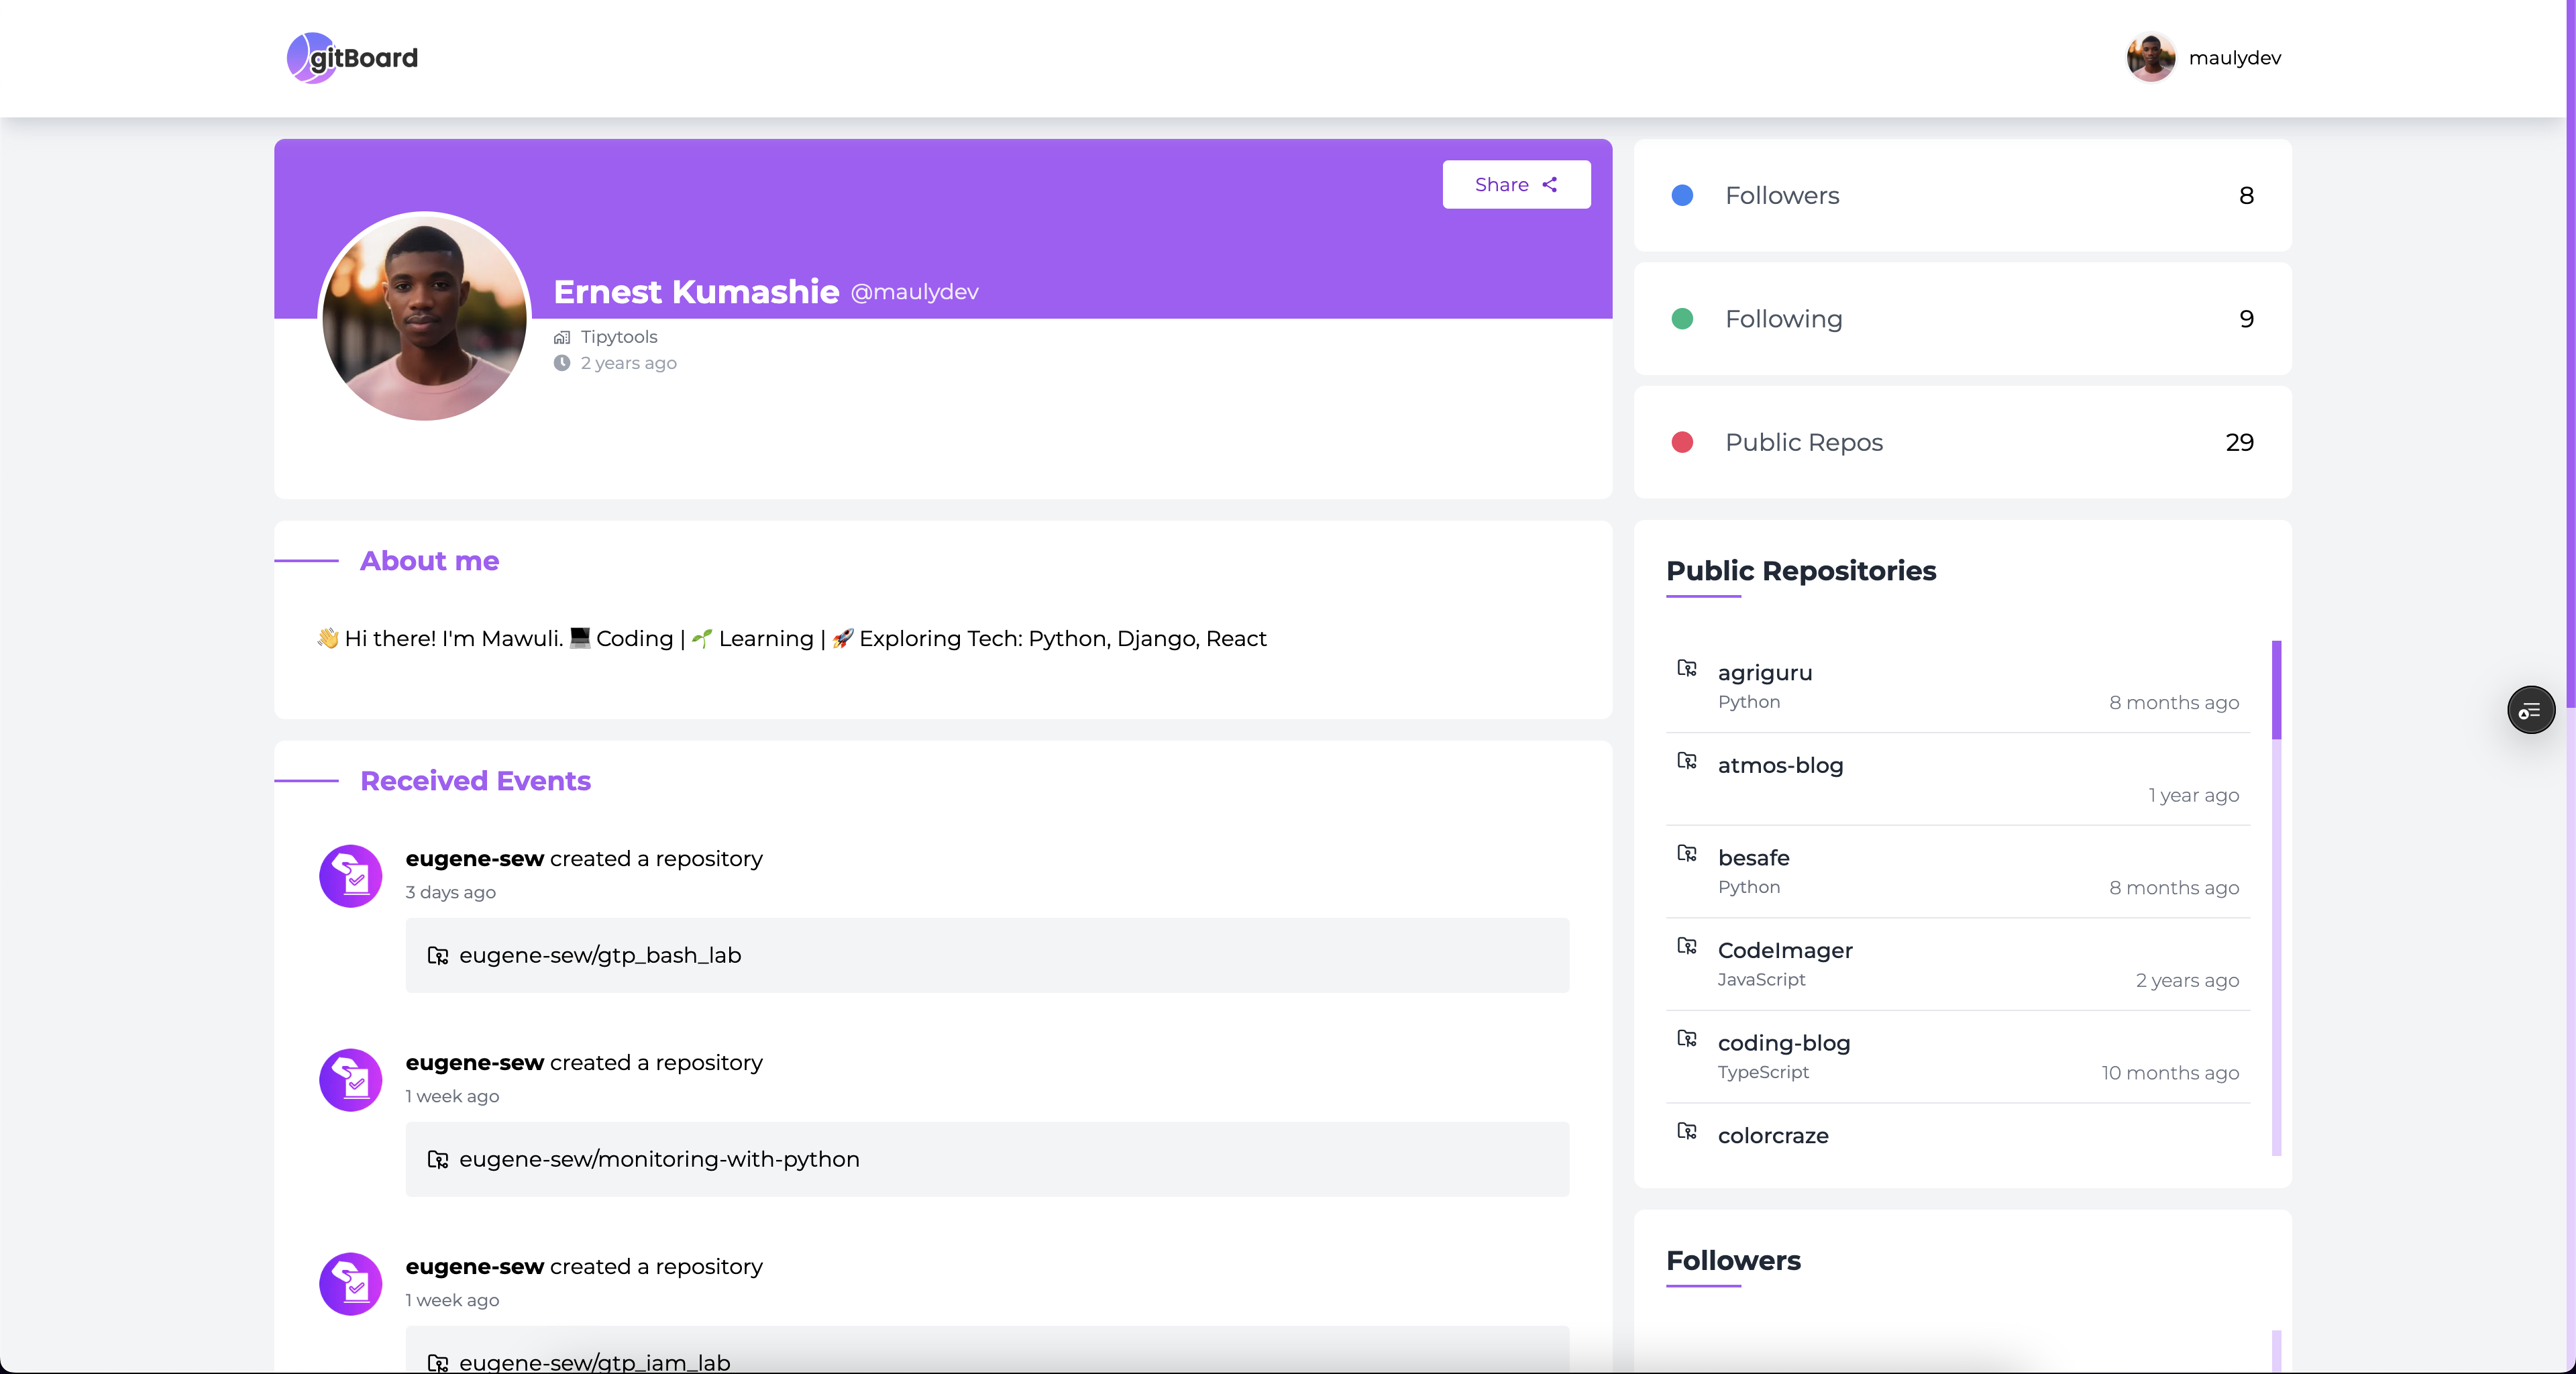 gitBoard
maulydev
Share
Ernest Kumashie @maulydev
Tipytools
2 years ago
Followers 8
Following 9
Public Repos 29
About me
👋 Hi there! I'm Mawuli. 💻 Coding | 🌱 Learning | 🚀 Exploring Tech: Python, Django, React
Received Events
eugene-sew created a repository
3 days ago
eugene-sew/gtp_bash_lab
eugene-sew created a repository
1 week ago
eugene-sew/monitoring-with-python
eugene-sew created a repository
1 week ago
eugene-sew/gtp_iam_lab
Public Repositories
agriguru
Python 8 months ago
atmos-blog
1 year ago
besafe
Python 8 months ago
CodeImager
JavaScript 2 years ago
coding-blog
TypeScript 10 months ago
colorcraze
Followers